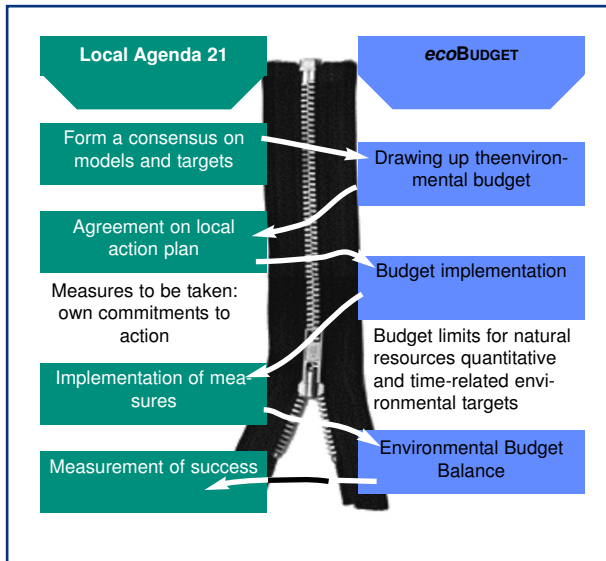 Local Agenda 21
ecoBUDGET
Form a consensus on
models and targets
Drawing up theenviron-
mental budget
Agreement on local
action plan
Budget implementation
Measures to be taken:
own commitments to
action
Budget limits for natural
resources quantitative
and time-related envi-
ronmental targets
Implementation of mea-
sures
Environmental Budget
Balance
Measurement of success